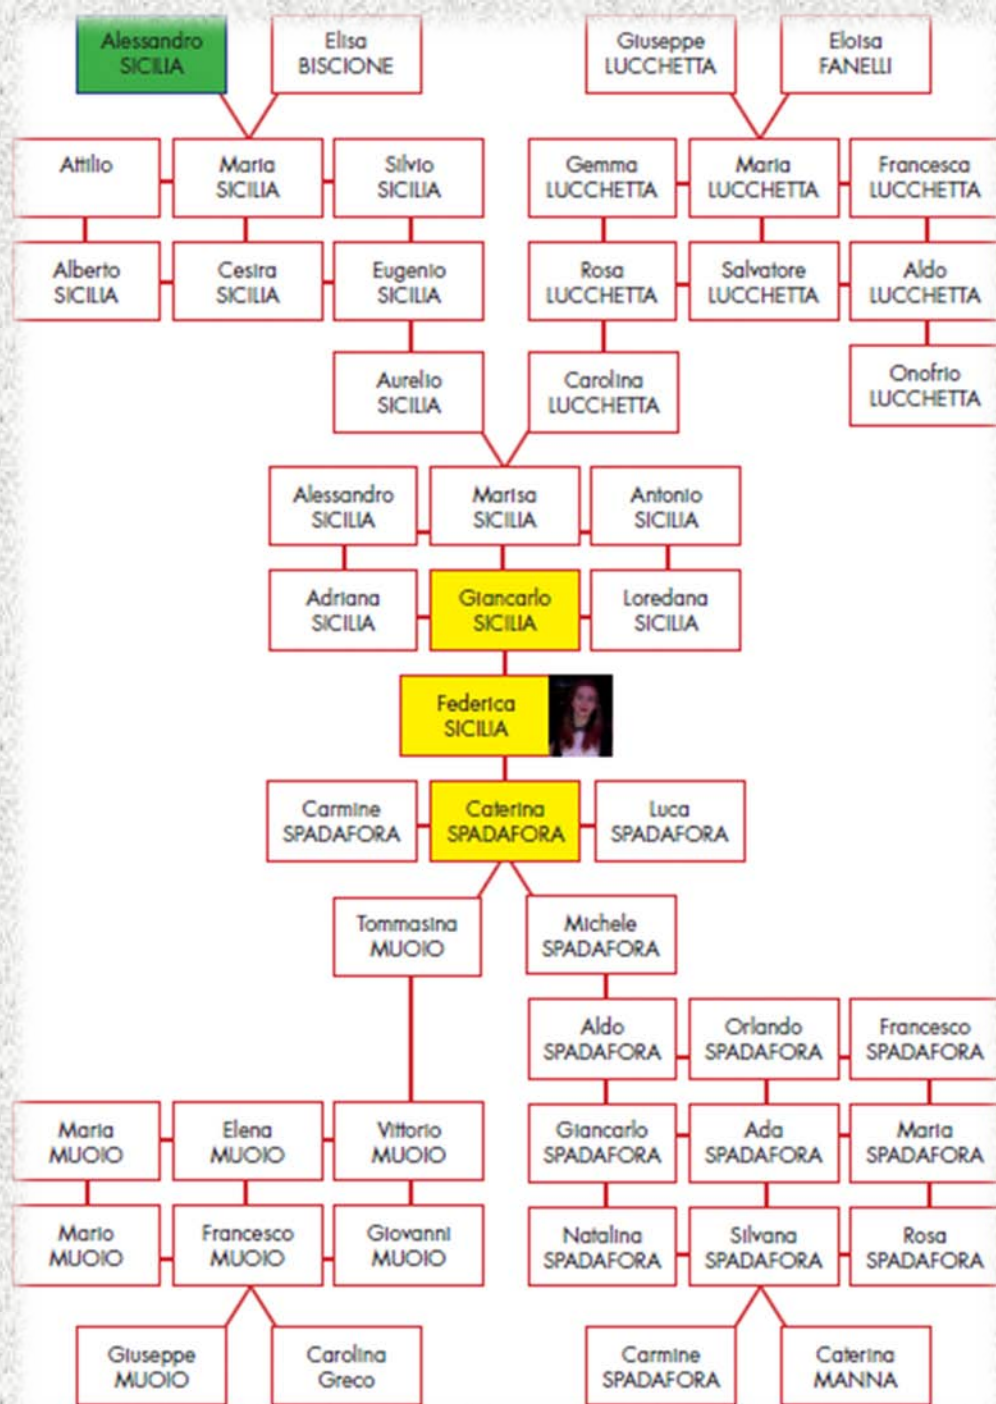 Alessandro
SICILIA
Elisa
BISCIONE
Giuseppe
LUCCHETTA
Eloisa
FANELLI
Attilio
Maria
SICILIA
Silvio
SICILIA
Gemma
LUCCHETTA
Maria
LUCCHETTA
Francesca
LUCCHETTA
Alberto
SICILIA
Cesira
SICILIA
Eugenio
SICILIA
Rosa
LUCCHETTA
Salvatore
LUCCHETTA
Aldo
LUCCHETTA
Aurelio
SICILIA
Carolina
LUCCHETTA
Onofrio
LUCCHETTA
Alessandro
SICILIA
Marisa
SICILIA
Antonio
SICILIA
Adriana
SICILIA
Giancarlo
SICILIA
Loredana
SICILIA
Federica
SICILIA
Carmine
SPADAFORA
Caterina
SPADAFORA
Luca
SPADAFORA
Tommasina
MUOIO
Michele
SPADAFORA
Aldo
SPADAFORA
Orlando
SPADAFORA
Francesco
SPADAFORA
Maria
MUOIO
Elena
MUOIO
Vittorio
MUOIO
Giancarlo
SPADAFORA
Ada
SPADAFORA
Maria
SPADAFORA
Mario
MUOIO
Francesco
MUOIO
Giovanni
MUOIO
Natalina
SPADAFORA
Silvana
SPADAFORA
Rosa
SPADAFORA
Giuseppe
MUOIO
Carolina
Greco
Carmine
SPADAFORA
Caterina
MANNA